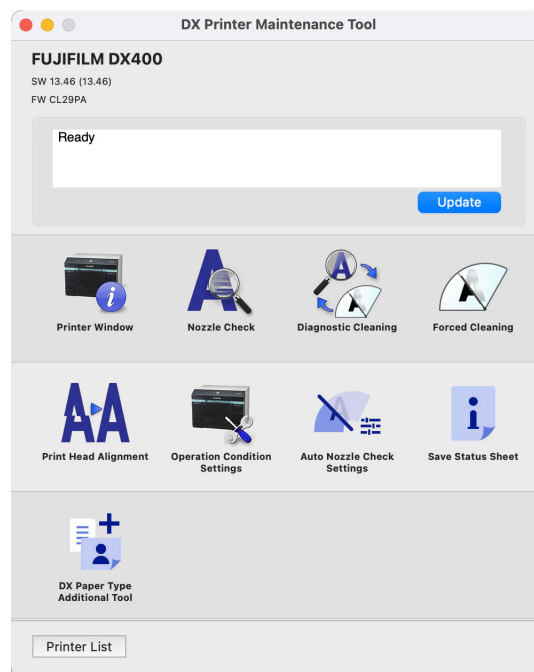 DX Printer Maintenance Tool
FUJIFILM DX400
SW 13.46 (13.46)
FW CL29PA
Ready
Update
Printer Window
Nozzle Check
Diagnostic Cleaning
Forced Cleaning
Print Head Alignment
Operation Condition
Settings
Auto Nozzle Check
Settings
Save Status Sheet
DX Paper Type
Additional Tool
Printer List